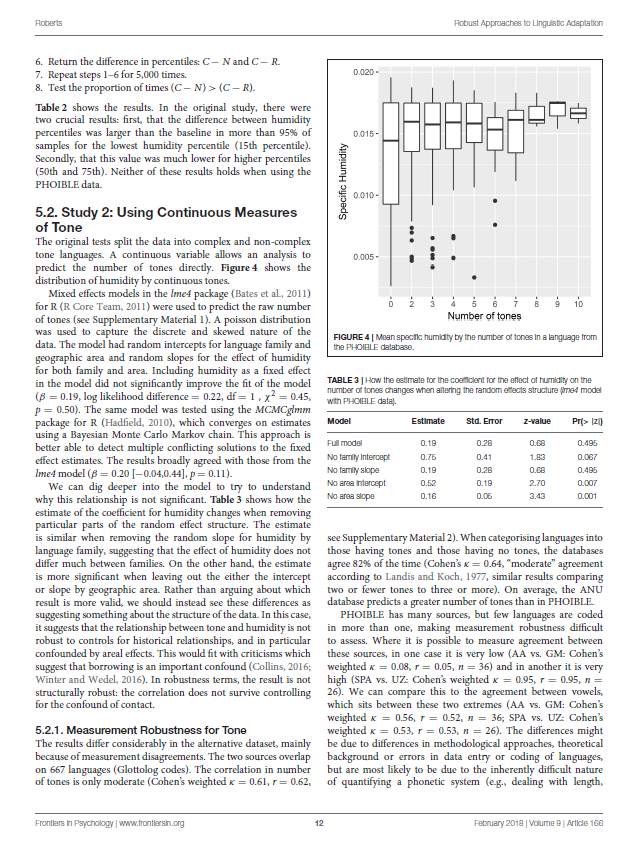 Roberts
Robust Approaches to Linguistic Adaptation
6. Return the difference in percentiles: C − N and C − R.
7. Repeat steps 1–6 for 5,000 times.
8. Test the proportion of times (C − N) > (C − R).
Table 2 shows the results. In the original study, there were
two crucial results: first, that the difference between humidity
percentiles was larger than the baseline in more than 95% of
samples for the lowest humidity percentile (15th percentile).
Secondly, that this value was much lower for higher percentiles
(50th and 75th). Neither of these results holds when using the
PHOIBLE data.
5.2. Study 2: Using Continuous Measures
of Tone
The original tests split the data into complex and non-complex
tone languages. A continuous variable allows an analysis to
predict the number of tones directly. Figure 4 shows the
distribution of humidity by continuous tones.
Mixed effects models in the lme4 package (Bates et al., 2011)
for R (R Core Team, 2011) were used to predict the raw number
of tones (see Supplementary Material 1). A poisson distribution
was used to capture the discrete and skewed nature of the
data. The model had random intercepts for language family and
geographic area and random slopes for the effect of humidity
for both family and area. Including humidity as a fixed effect
in the model did not significantly improve the fit of the model
(β = 0.19, log likelihood difference = 0.22, df = 1 , χ² = 0.45,
p = 0.50). The same model was tested using the MCMCglmm
package for R (Hadfield, 2010), which converges on estimates
using a Bayesian Monte Carlo Markov chain. This approach is
better able to detect multiple conflicting solutions to the fixed
effect estimates. The results broadly agreed with those from the
lme4 model (β = 0.20 [−0.04,0.44], p = 0.11).
We can dig deeper into the model to try to understand
why this relationship is not significant. Table 3 shows how the
estimate of the coefficient for humidity changes when removing
particular parts of the random effect structure. The estimate
is similar when removing the random slope for humidity by
language family, suggesting that the effect of humidity does not
differ much between families. On the other hand, the estimate
is more significant when leaving out the either the intercept
or slope by geographic area. Rather than arguing about which
result is more valid, we should instead see these differences as
suggesting something about the structure of the data. In this case,
it suggests that the relationship between tone and humidity is not
robust to controls for historical relationships, and in particular
confounded by areal effects. This would fit with criticisms which
suggest that borrowing is an important confound (Collins, 2016;
Winter and Wedel, 2016). In robustness terms, the result is not
structurally robust: the correlation does not survive controlling
for the confound of contact.
5.2.1. Measurement Robustness for Tone
The results differ considerably in the alternative dataset, mainly
because of measurement disagreements. The two sources overlap
on 667 languages (Glottolog codes). The correlation in number
of tones is only moderate (Cohen's weighted κ = 0.61, r = 0.62,
0.020
0.015
0.010
0.005
Specific Humidity
0 1 2 3 4 5 6 7 8 9 10
Number of tones
FIGURE 4 | Mean specific humidity by the number of tones in a language from
the PHOIBLE database.
TABLE 3 | How the estimate for the coefficient for the effect of humidity on the
number of tones changes when altering the random effects structure (lme4 model
with PHOIBLE data).
Model Estimate Std. Error z-value Pr(> |z|)
Full model 0.19 0.28 0.68 0.495
No family intercept 0.75 0.41 1.83 0.067
No family slope 0.19 0.28 0.68 0.495
No area intercept 0.52 0.19 2.70 0.007
No area slope 0.16 0.05 3.43 0.001
see Supplementary Material 2). When categorising languages into
those having tones and those having no tones, the databases
agree 82% of the time (Cohen's κ = 0.64, "moderate" agreement
according to Landis and Koch, 1977, similar results comparing
two or fewer tones to three or more). On average, the ANU
database predicts a greater number of tones than in PHOIBLE.
PHOIBLE has many sources, but few languages are coded
in more than one, making measurement robustness difficult
to assess. Where it is possible to measure agreement between
these sources, in one case it is very low (AA vs. GM: Cohen's
weighted κ = 0.08, r = 0.05, n = 36) and in another it is very
high (SPA vs. UZ: Cohen's weighted κ = 0.95, r = 0.95, n =
26). We can compare this to the agreement between vowels,
which sits between these two extremes (AA vs. GM: Cohen's
weighted κ = 0.56, r = 0.52, n = 36; SPA vs. UZ: Cohen's
weighted κ = 0.53, r = 0.53, n = 26). The differences might
be due to differences in methodological approaches, theoretical
background or errors in data entry or coding of languages,
but are most likely to be due to the inherently difficult nature
of quantifying a phonetic system (e.g., dealing with length,
Frontiers in Psychology | www.frontiersin.org
12
February 2018 | Volume 9 | Article 166